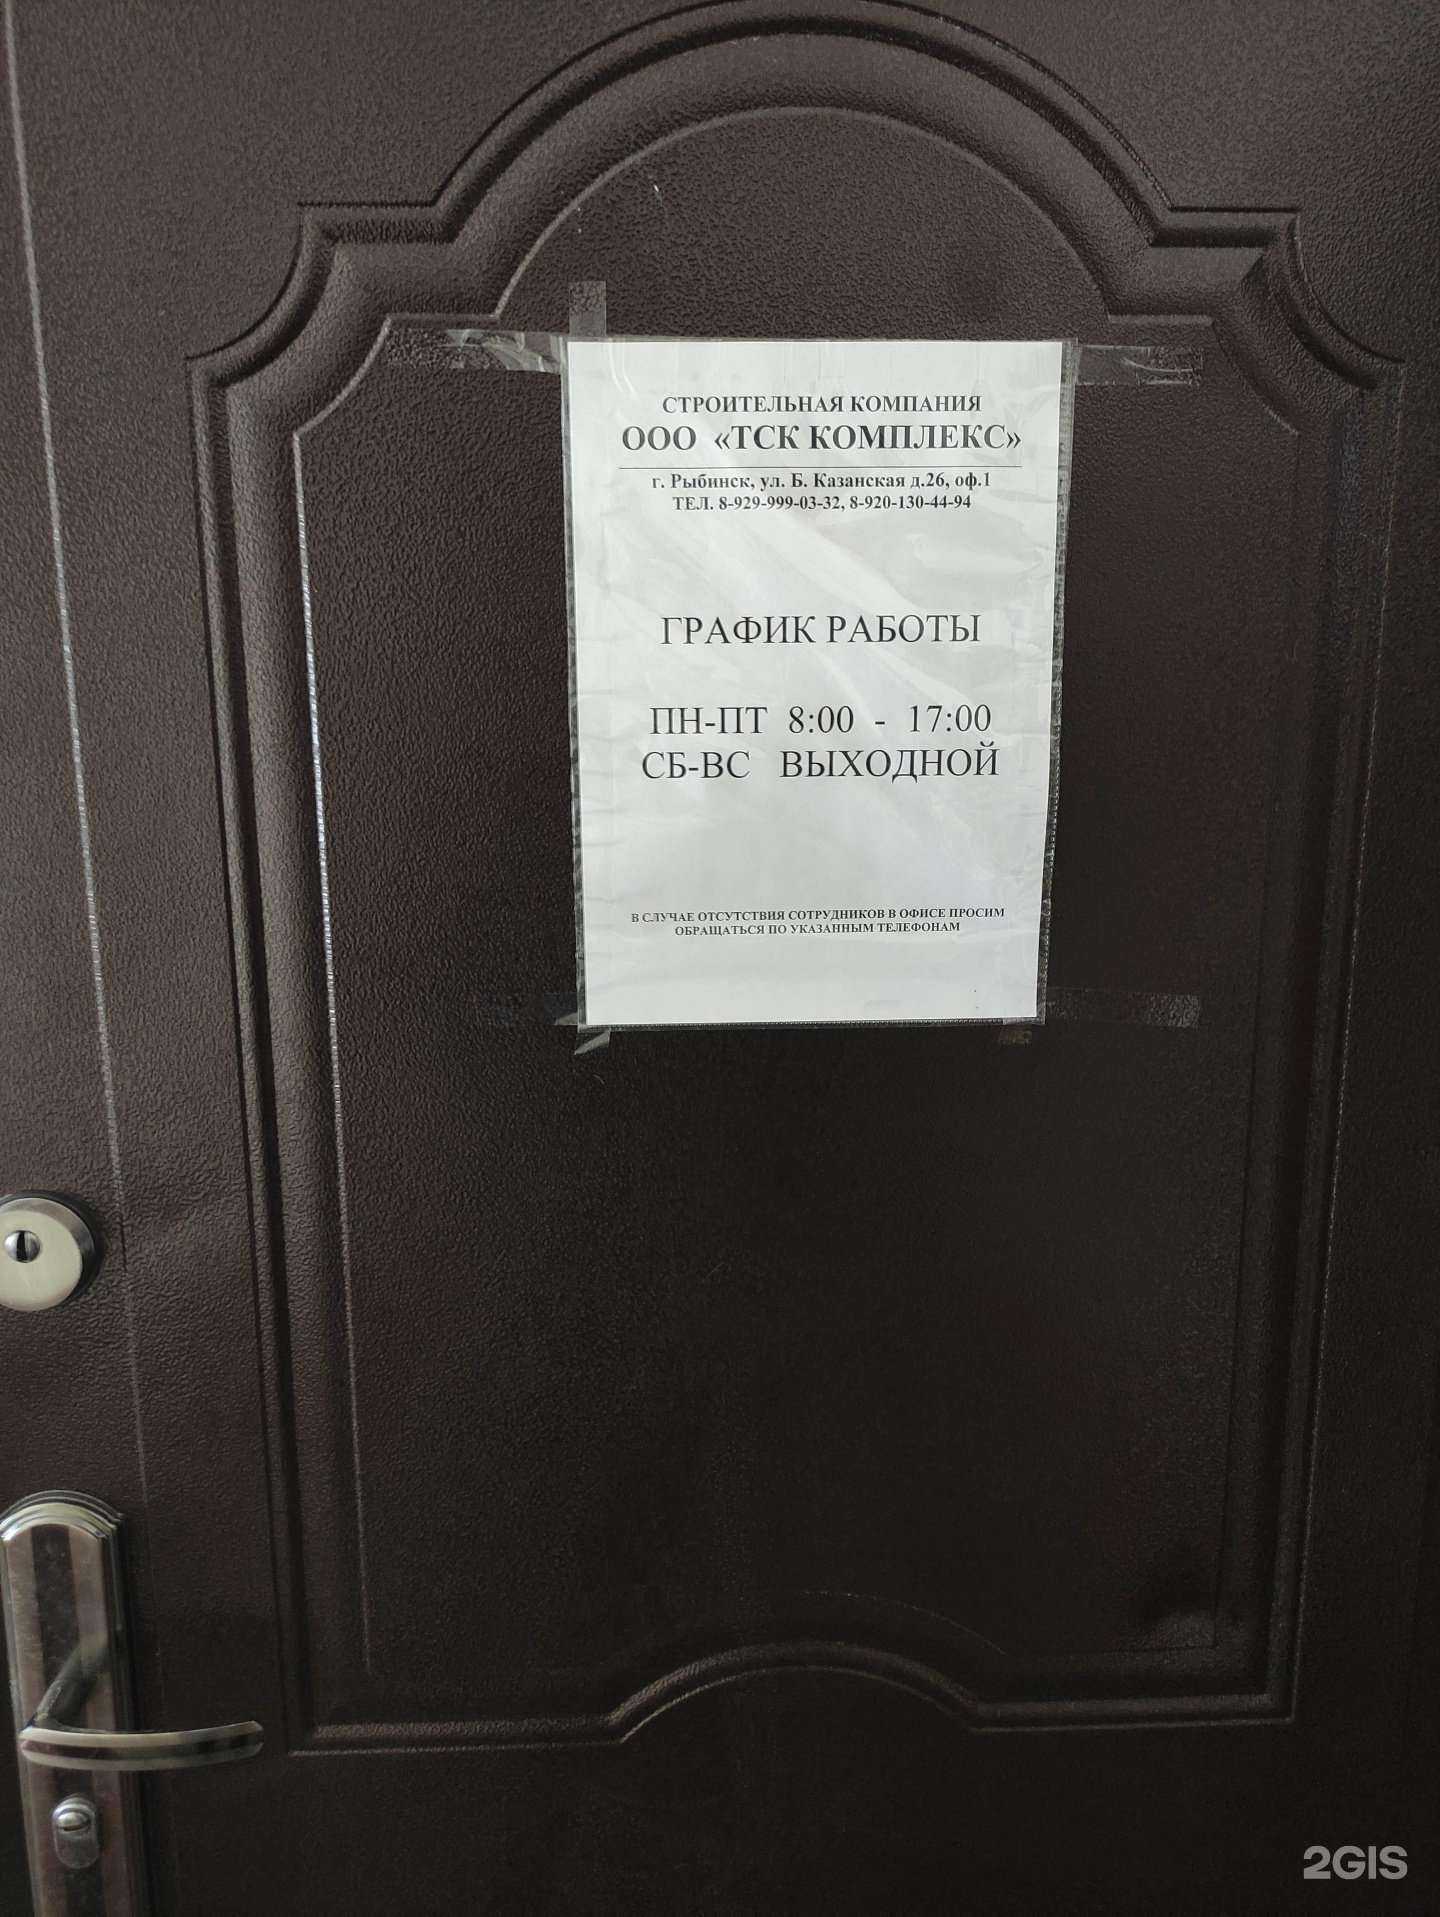 СТРОИТЕЛЬНАЯ КОМПАНИЯ
ООО «ТСК КОМПЛЕКС»
г. Рыбинск, ул. Б. Казанская д.26, оф.1
ТЕЛ. 8-929-999-03-32, 8-920-130-44-94
ГРАФИК РАБОТЫ
ПН-ПТ 8:00 - 17:00
СБ-ВС ВЫХОДНОЙ
В СЛУЧАЕ ОТСУТСТВИЯ СОТРУДНИКОВ В ОФИСЕ ПРОСИМ
ОБРАЩАТЬСЯ ПО УКАЗАННЫМ ТЕЛЕФОНАМ
2GIS